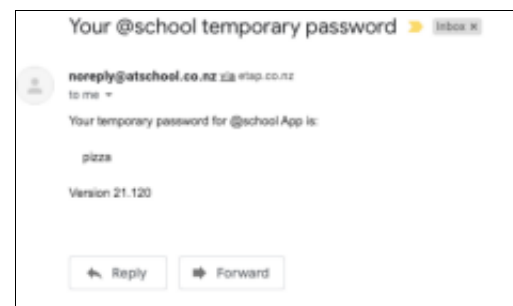 Your @school temporary password
Inbox ×
noreply@atschool.co.nz via etap.co.nz
to me
Your temporary password for @school App is:
pizza
Version 21.120
Reply
Forward